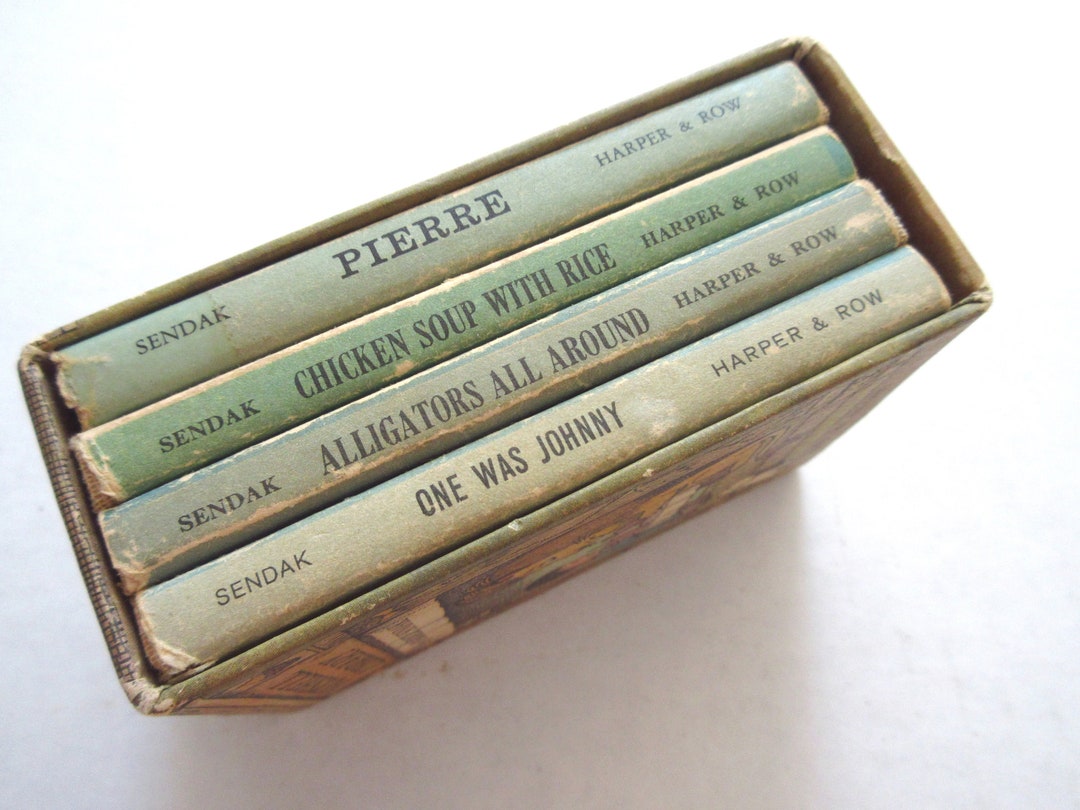 SENDAK PIERRE HARPER & ROW
SENDAK CHICKEN SOUP WITH RICE HARPER & ROW
SENDAK ALLIGATORS ALL AROUND HARPER & ROW
SENDAK ONE WAS JOHNNY HARPER & ROW